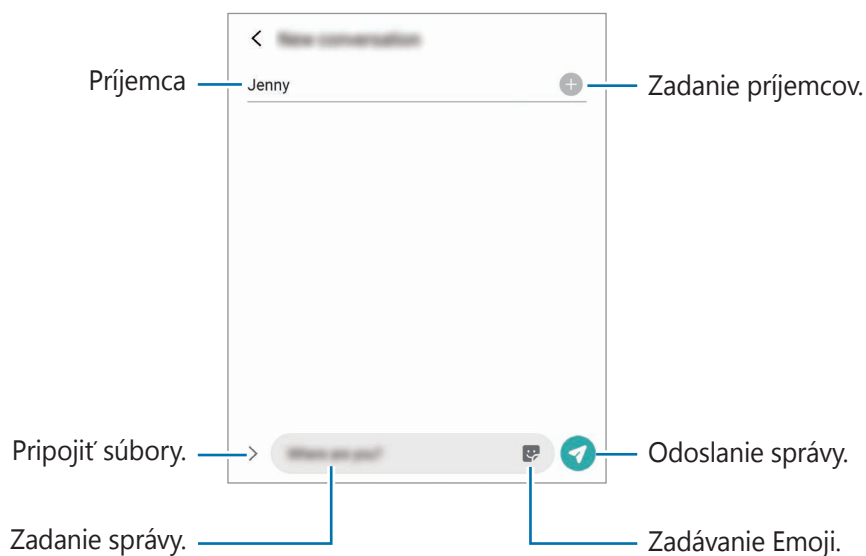 Príjemca
Jenny
Zadanie príjemcov.
Pripojiť súbory.
Odoslanie správy.
Zadanie správy.
Zadávanie Emoji.